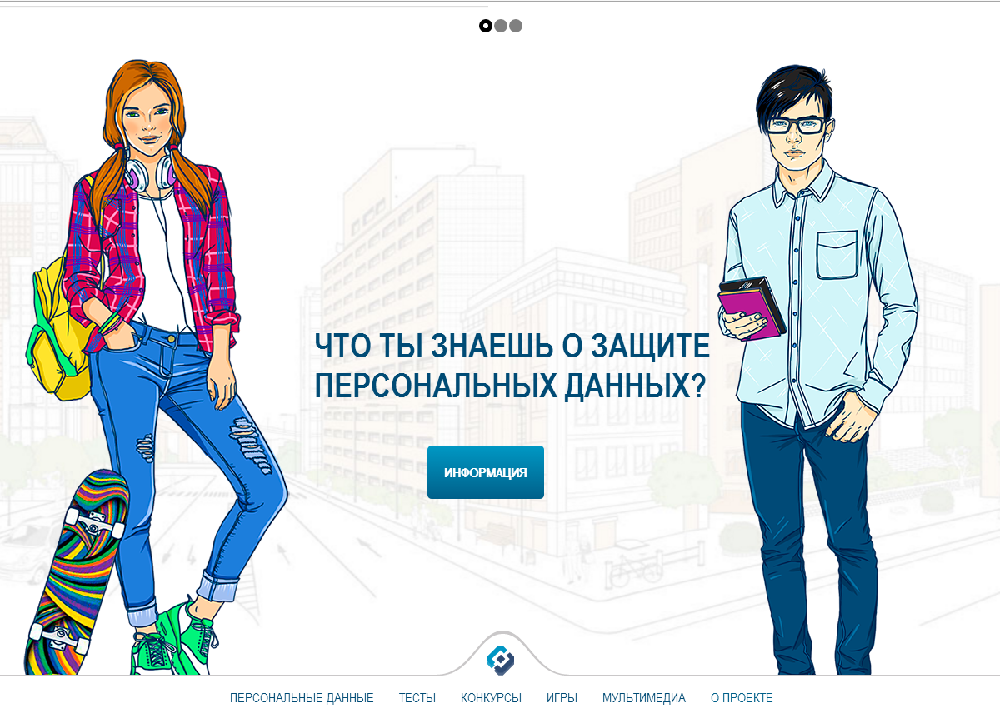 ЧТО ТЫ ЗНАЕШЬ О ЗАЩИТЕ
ПЕРСОНАЛЬНЫХ ДАННЫХ?
ИНФОРМАЦИЯ
ПЕРСОНАЛЬНЫЕ ДАННЫЕ ТЕСТЫ КОНКУРСЫ ИГРЫ МУЛЬТИМЕДИА О ПРОЕКТЕ